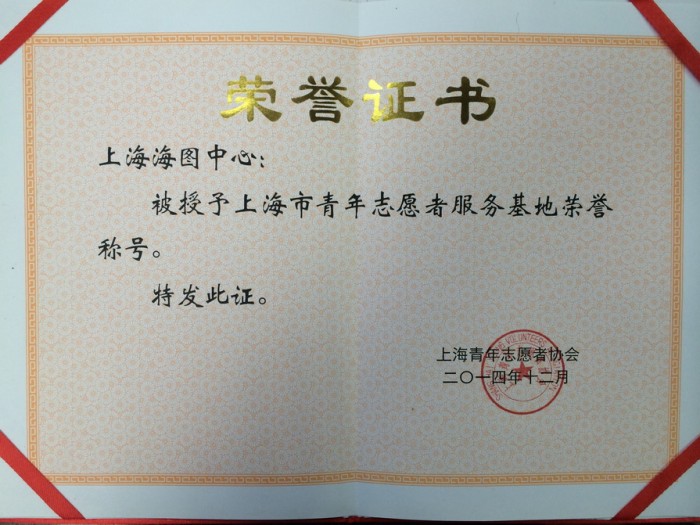 荣誉证书
上海海图中心：
被授予上海市青年志愿者服务基地荣誉
称号。
特发此证。
上海青年志愿者协会
二〇一四年十二月